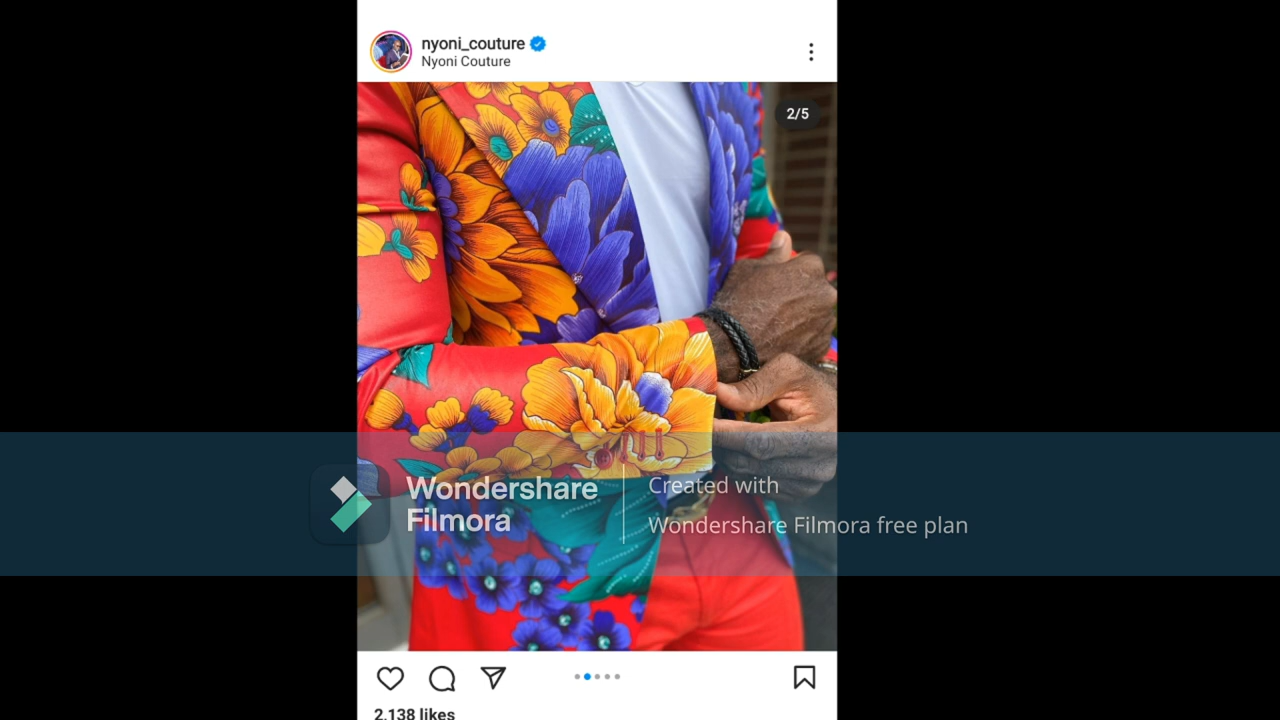 nyoni_couture
Nyoni Couture
2/5
Wondershare
Filmora
Created with
Wondershare Filmora free plan
2,138 likes